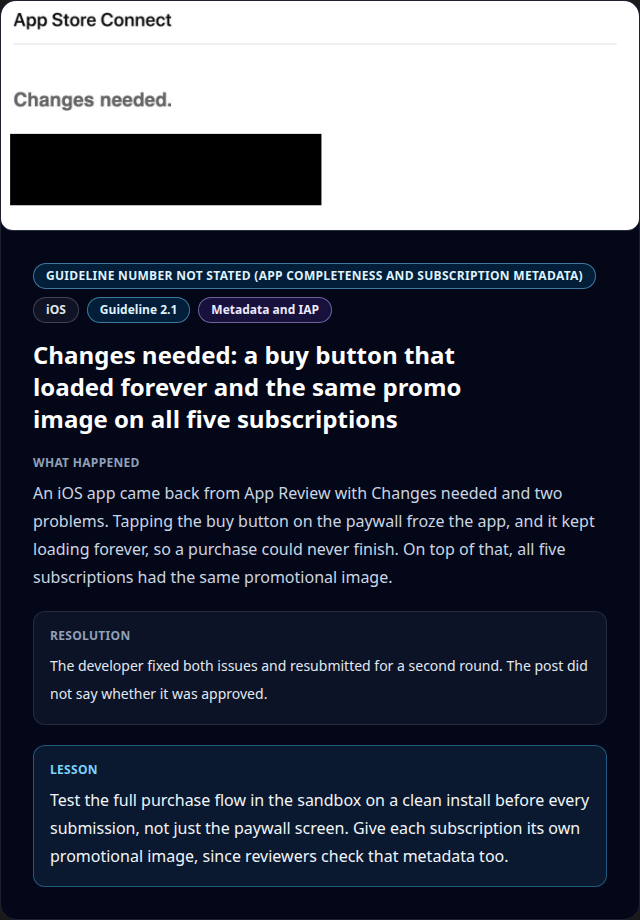 App Store Connect
Changes needed.
GUIDELINE NUMBER NOT STATED (APP COMPLETENESS AND SUBSCRIPTION METADATA)
iOS
Guideline 2.1
Metadata and IAP
Changes needed: a buy button that
loaded forever and the same promo
image on all five subscriptions
WHAT HAPPENED
An iOS app came back from App Review with Changes needed and two
problems. Tapping the buy button on the paywall froze the app, and it kept
loading forever, so a purchase could never finish. On top of that, all five
subscriptions had the same promotional image.
RESOLUTION
The developer fixed both issues and resubmitted for a second round. The post did
not say whether it was approved.
LESSON
Test the full purchase flow in the sandbox on a clean install before every
submission, not just the paywall screen. Give each subscription its own
promotional image, since reviewers check that metadata too.